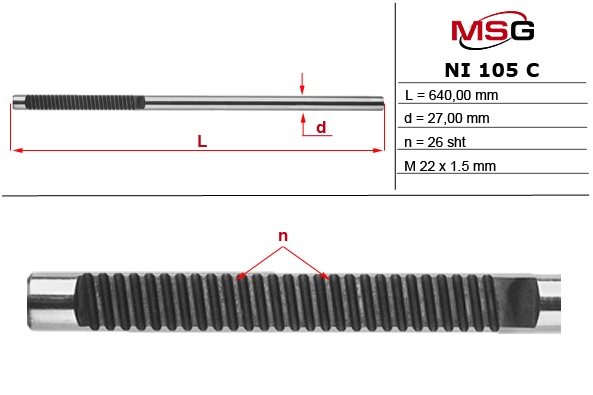 MSG
NI 105 C
L = 640,00 mm
d = 27,00 mm
n = 26 sht
M 22 x 1.5 mm
L
d
n